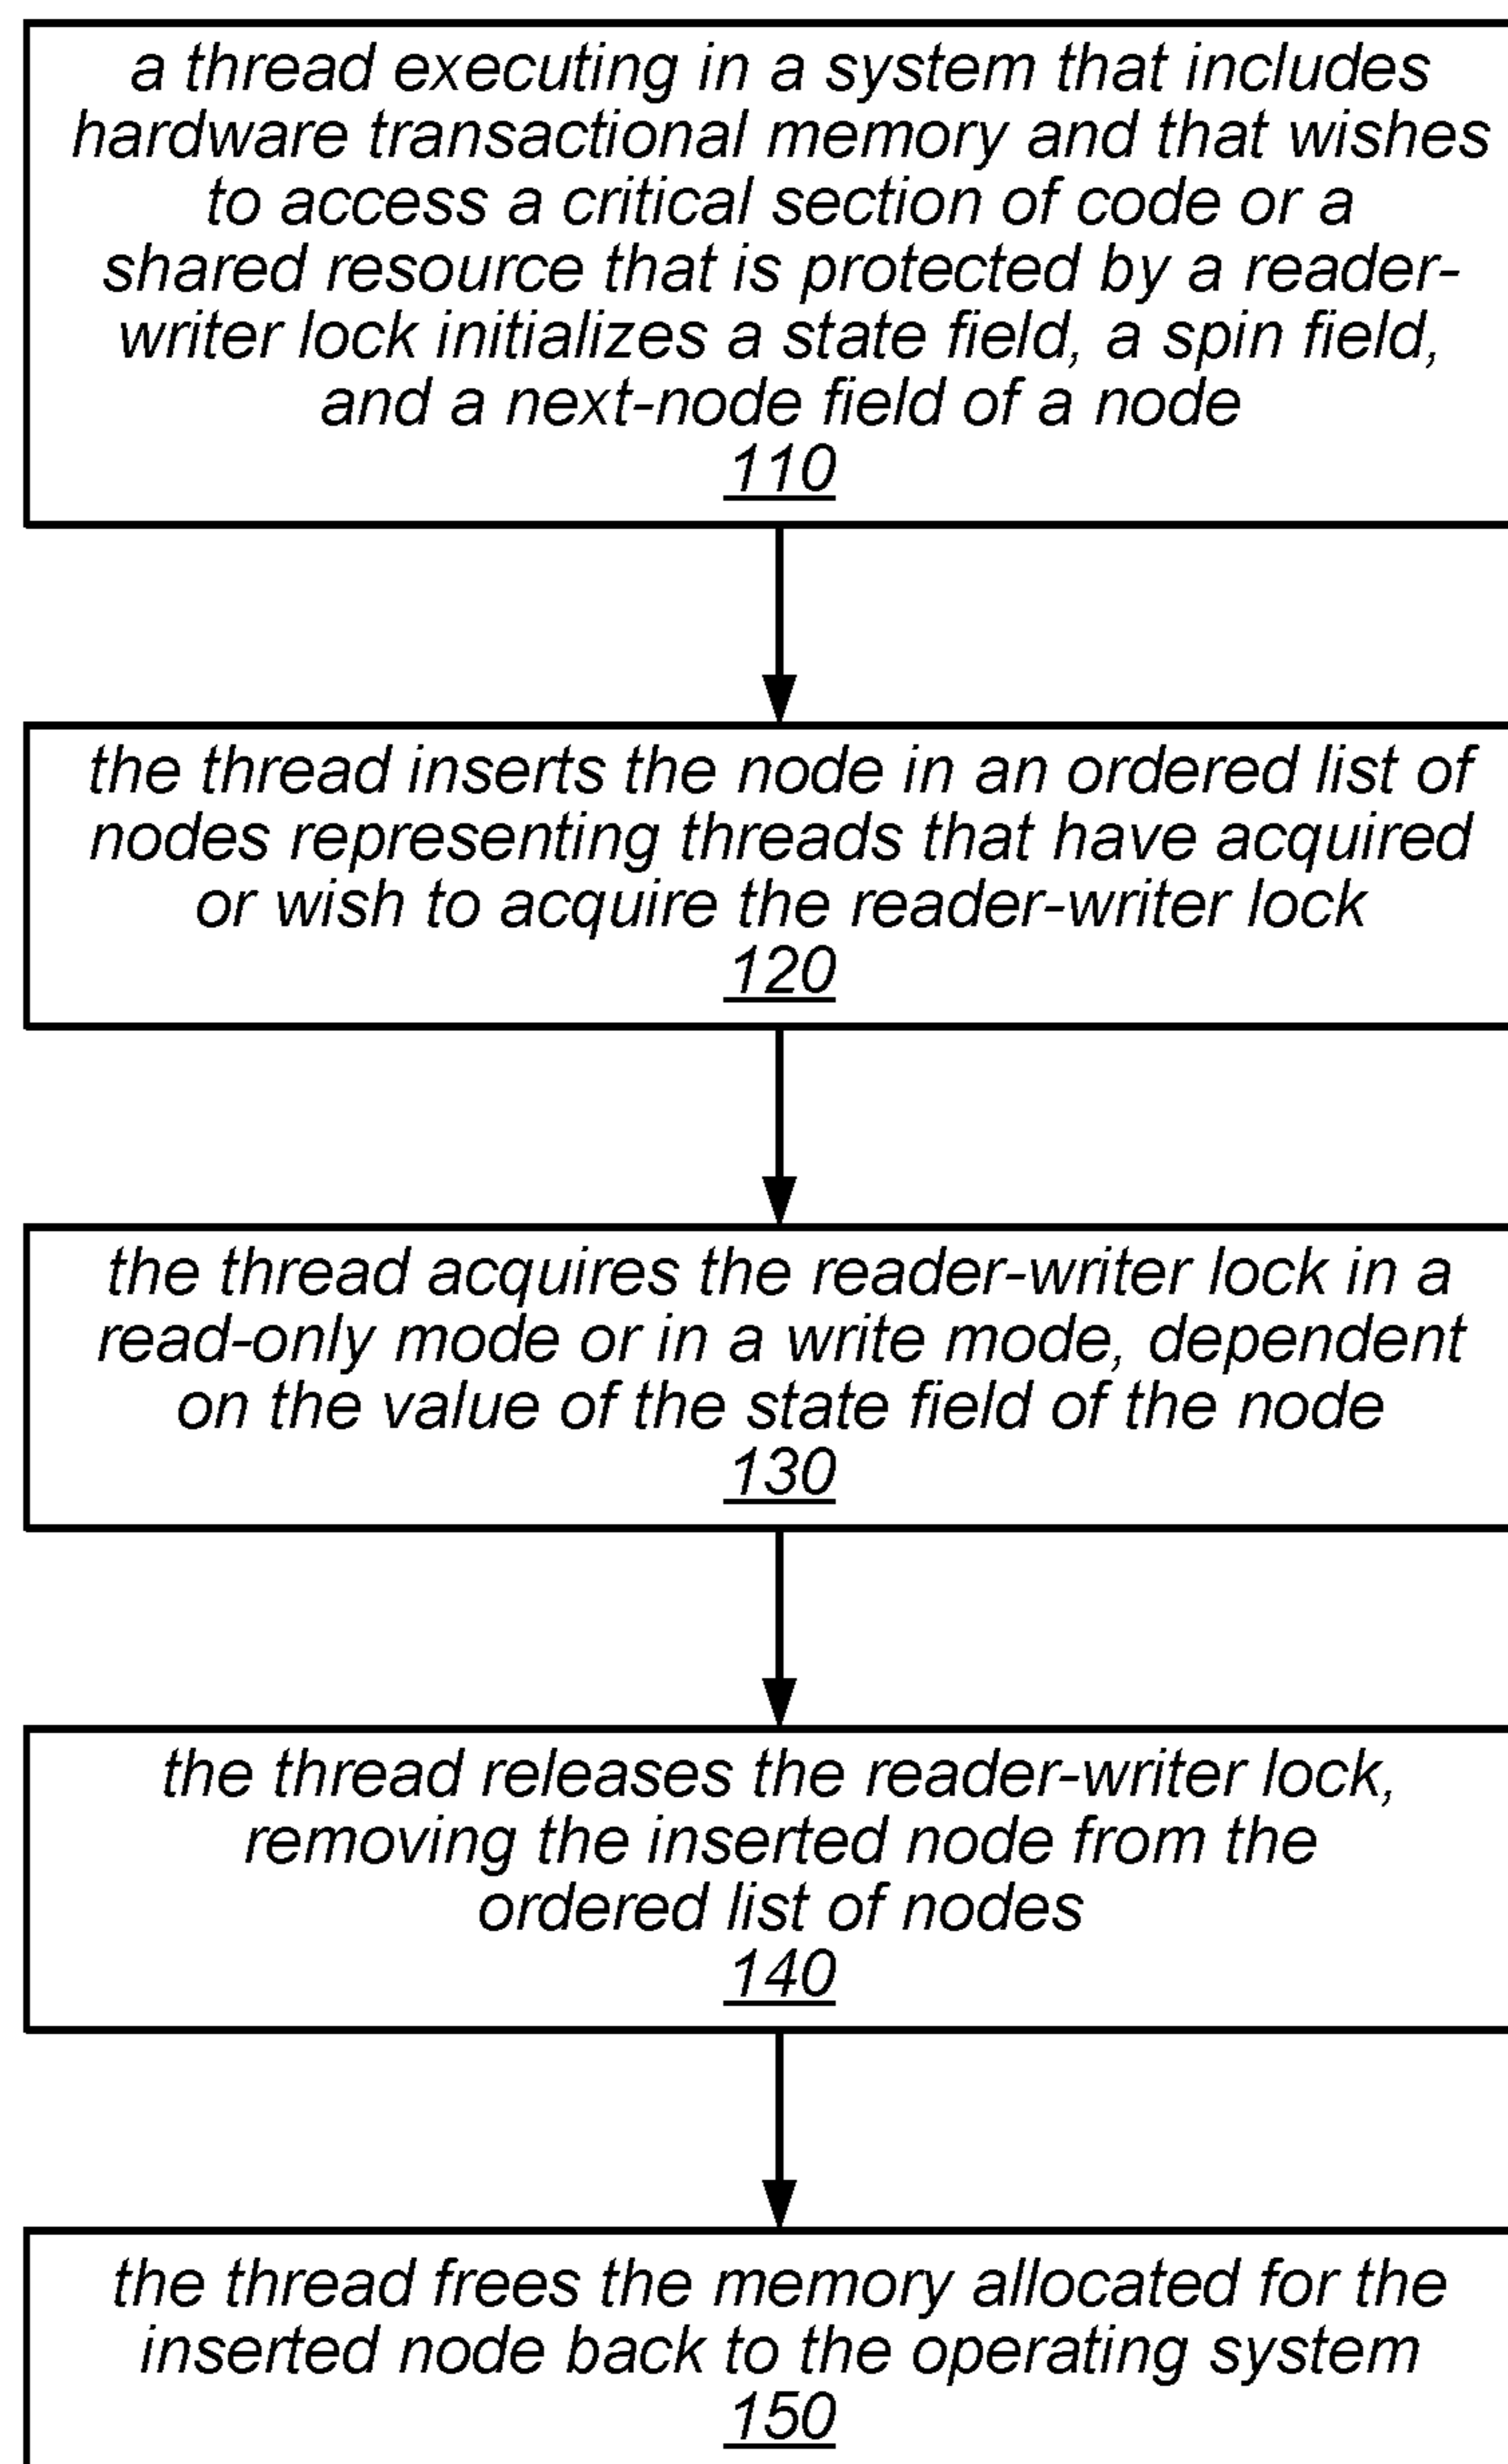 a thread executing in a system that includes
hardware transactional memory and that wishes
to access a critical section of code or a
shared resource that is protected by a reader-
writer lock initializes a state field, a spin field,
and a next-node field of a node
110
the thread inserts the node in an ordered list of
nodes representing threads that have acquired
or wish to acquire the reader-writer lock
120
the thread acquires the reader-writer lock in a
read-only mode or in a write mode, dependent
on the value of the state field of the node
130
the thread releases the reader-writer lock,
removing the inserted node from the
ordered list of nodes
140
the thread frees the memory allocated for the
inserted node back to the operating system
150